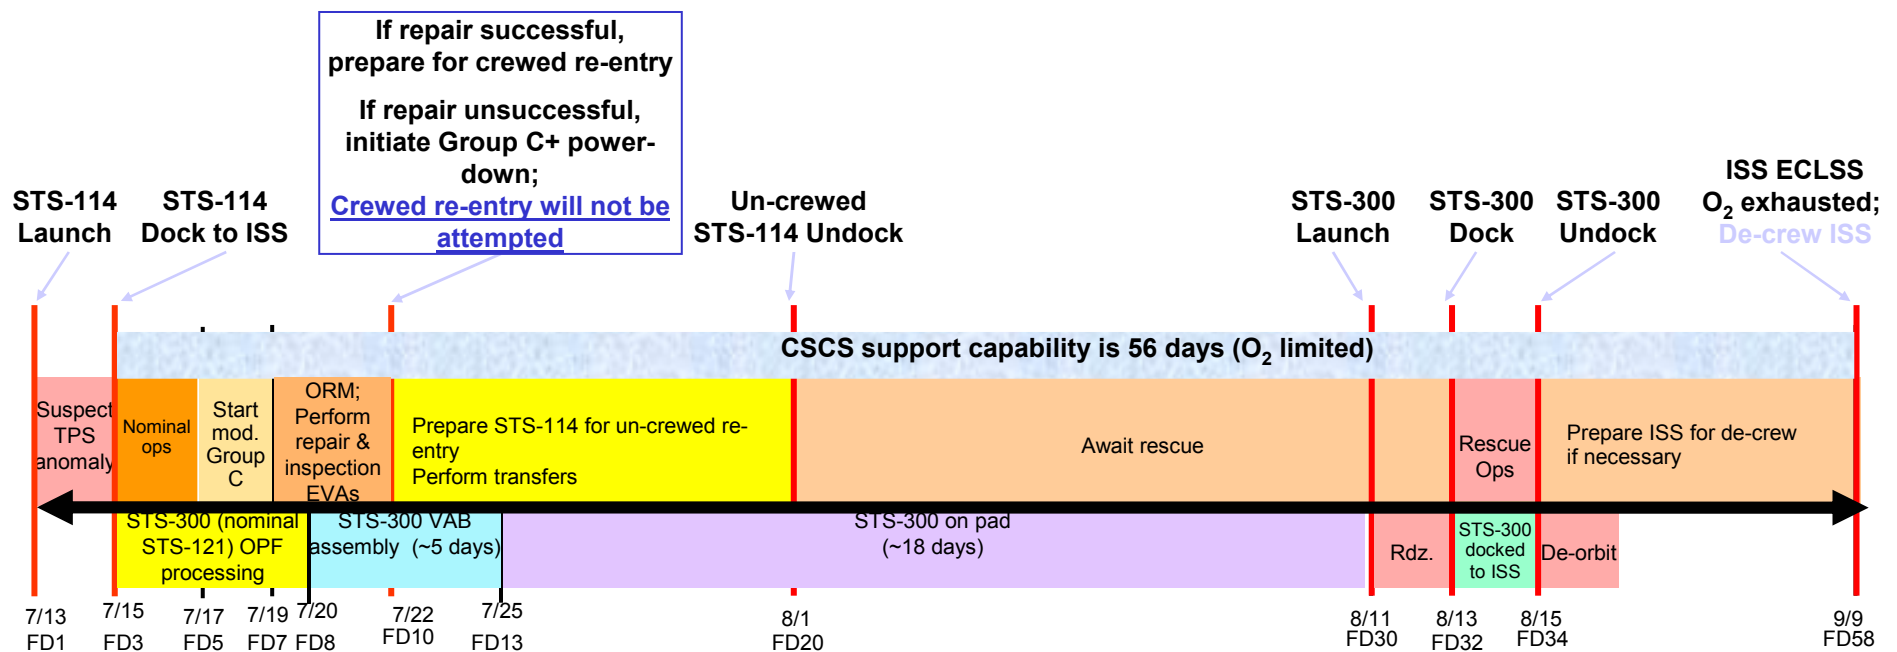 If repair successful,
prepare for crewed re-entry
If repair unsuccessful,
initiate Group C+ power-
down;
Crewed re-entry will not be
attempted
STS-114
Launch
STS-114
Dock to ISS
Un-crewed
STS-114 Undock
STS-300
Launch
STS-300
Dock
STS-300
Undock
ISS ECLSS
O2 exhausted;
De-crew ISS
CSCS support capability is 56 days (O2 limited)
Suspect
TPS
anomaly
Nominal
ops
Start
mod.
Group
C
ORM;
Perform
repair &
inspection
EVAs
Prepare STS-114 for un-crewed re-
entry
Perform transfers
Await rescue
Rescue
Ops
Prepare ISS for de-crew
if necessary
STS-300 (nominal
STS-121) OPF
processing
STS-300 VAB
assembly (~5 days)
STS-300 on pad
(~18 days)
Rdz.
STS-300
docked
to ISS
De-orbit
7/13
FD1
7/15
FD3
7/17
FD5
7/19
FD7
7/20
FD8
7/22
FD10
7/25
FD13
8/1
FD20
8/11
FD30
8/13
FD32
8/15
FD34
9/9
FD58